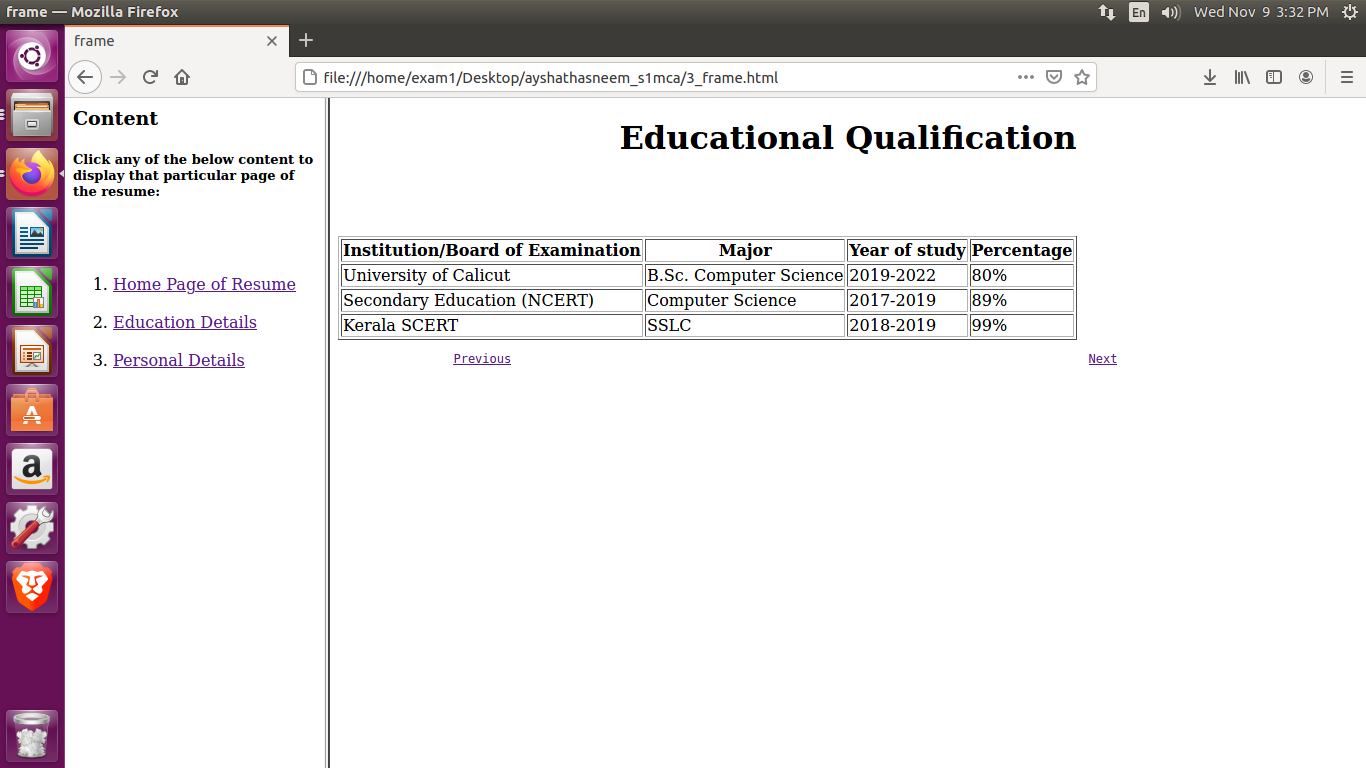 frame — Mozilla Firefox
En
Wed Nov 9 3:32 PM
frame
file:///home/exam1/Desktop/ayshathasneem_s1mca/3_frame.html
Content
Click any of the below content to
display that particular page of
the resume:
1. Home Page of Resume
2. Education Details
3. Personal Details
Educational Qualification
Institution/Board of Examination Major Year of study Percentage
University of Calicut B.Sc. Computer Science 2019-2022 80%
Secondary Education (NCERT) Computer Science 2017-2019 89%
Kerala SCERT SSLC 2018-2019 99%
Previous Next